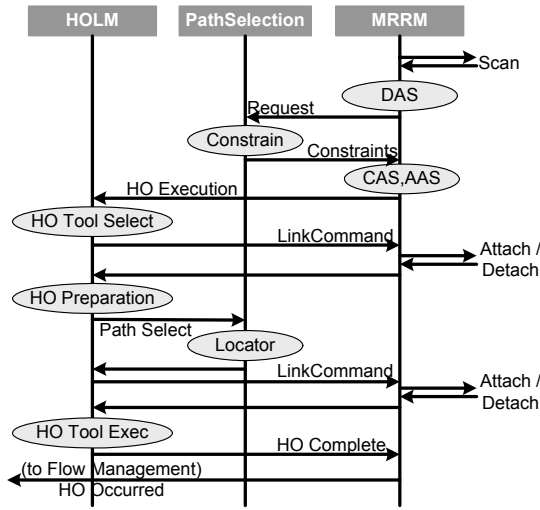 HOLM
PathSelection
MRRM
Scan
DAS
Request
Constrain
Constraints
CAS,AAS
HO Execution
HO Tool Select
LinkCommand
Attach /
Detach
HO Preparation
Path Select
Locator
LinkCommand
Attach /
Detach
HO Tool Exec
HO Complete
(to Flow Management)
HO Occurred